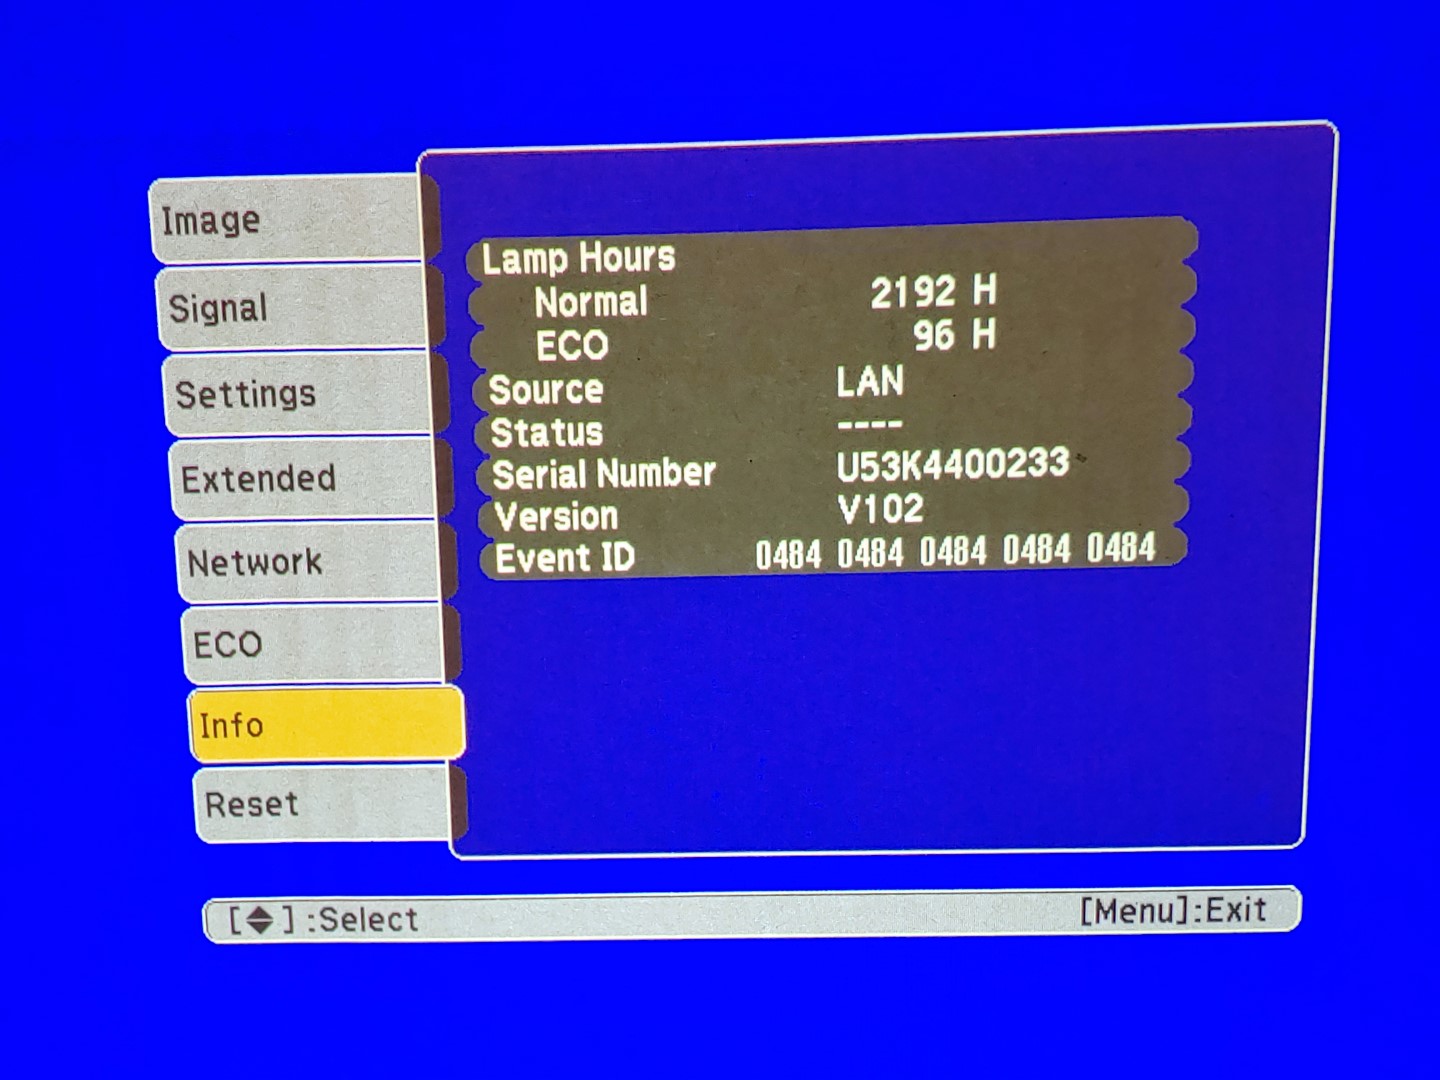 Image
Signal
Settings
Extended
Network
ECO
Info
Reset
Lamp Hours
Normal 2192 H
ECO 96 H
Source LAN
Status ----
Serial Number U53K4400233
Version V102
Event ID 0484 0484 0484 0484 0484
[◆] :Select [Menu]:Exit